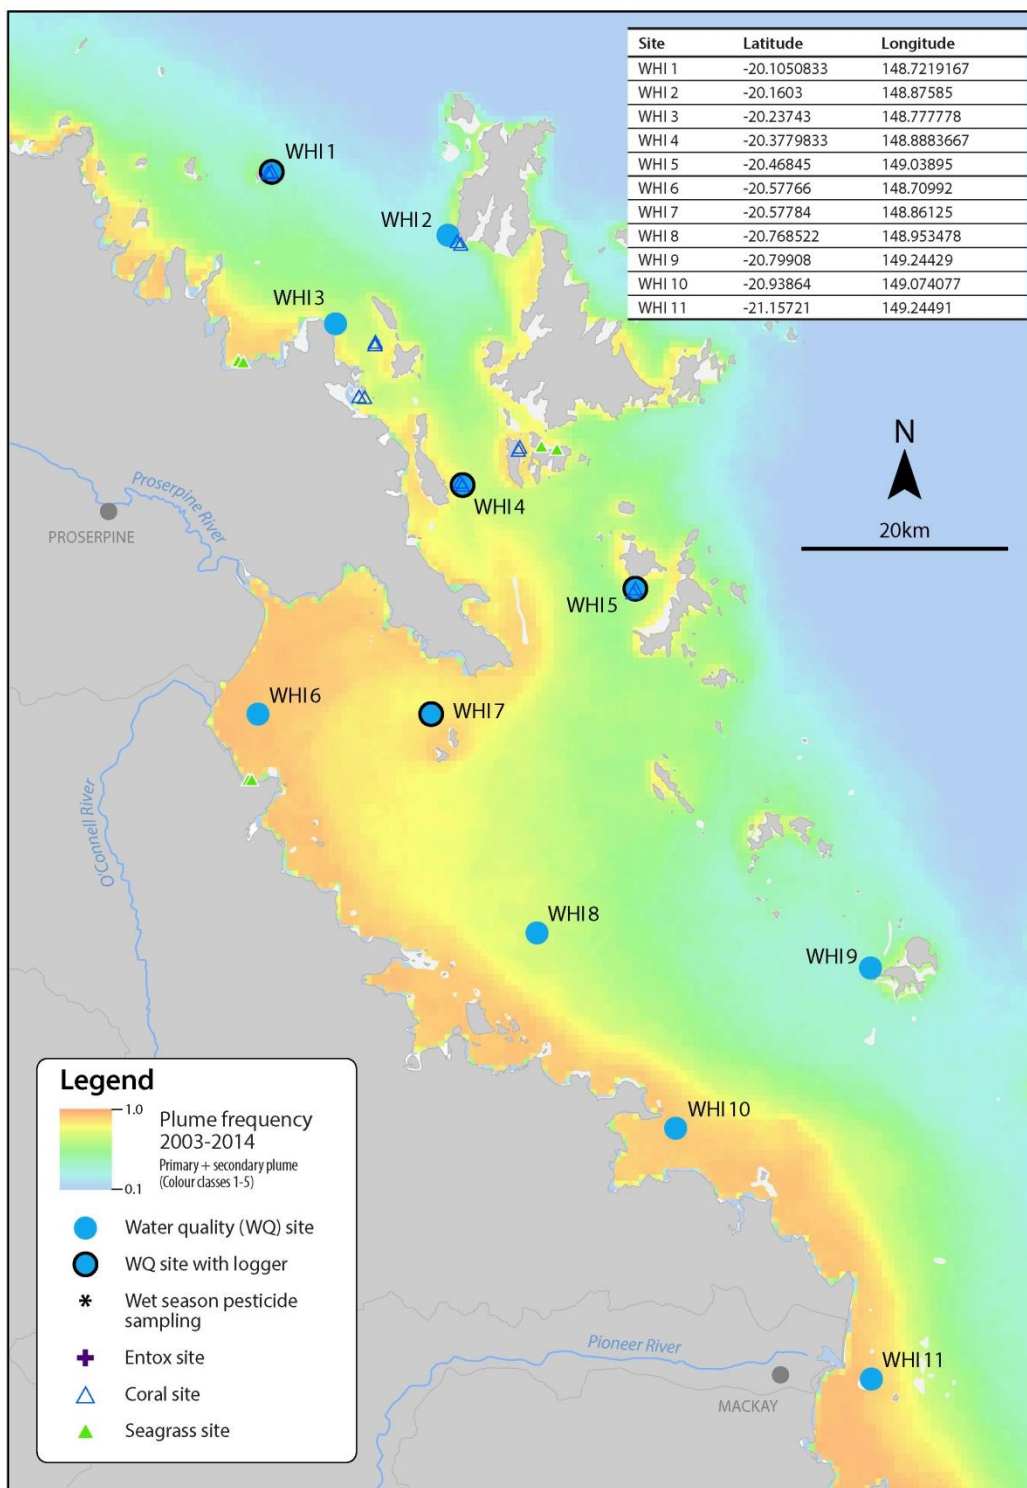 Site Latitude Longitude
WHI 1 -20.1050833 148.7219167
WHI 2 -20.1603 148.87585
WHI 3 -20.23743 148.777778
WHI 4 -20.3779833 148.8883667
WHI 5 -20.46845 149.03895
WHI 6 -20.57766 148.70992
WHI 7 -20.57784 148.86125
WHI 8 -20.768522 148.953478
WHI 9 -20.79908 149.24429
WHI 10 -20.93864 149.074077
WHI 11 -21.15721 149.24491
WHI 1
WHI 2
WHI 3
N
20km
WHI 4
Proserpine River
PROSERPINE
WHI 5
WHI 6
WHI 7
O'Connell River
WHI 8
WHI 9
WHI 10
Pioneer River
WHI 11
MACKAY
Legend
1.0
0.1
Plume frequency
2003-2014
Primary + secondary plume
(Colour classes 1-5)
Water quality (WQ) site
WQ site with logger
Wet season pesticide
sampling
Entox site
Coral site
Seagrass site